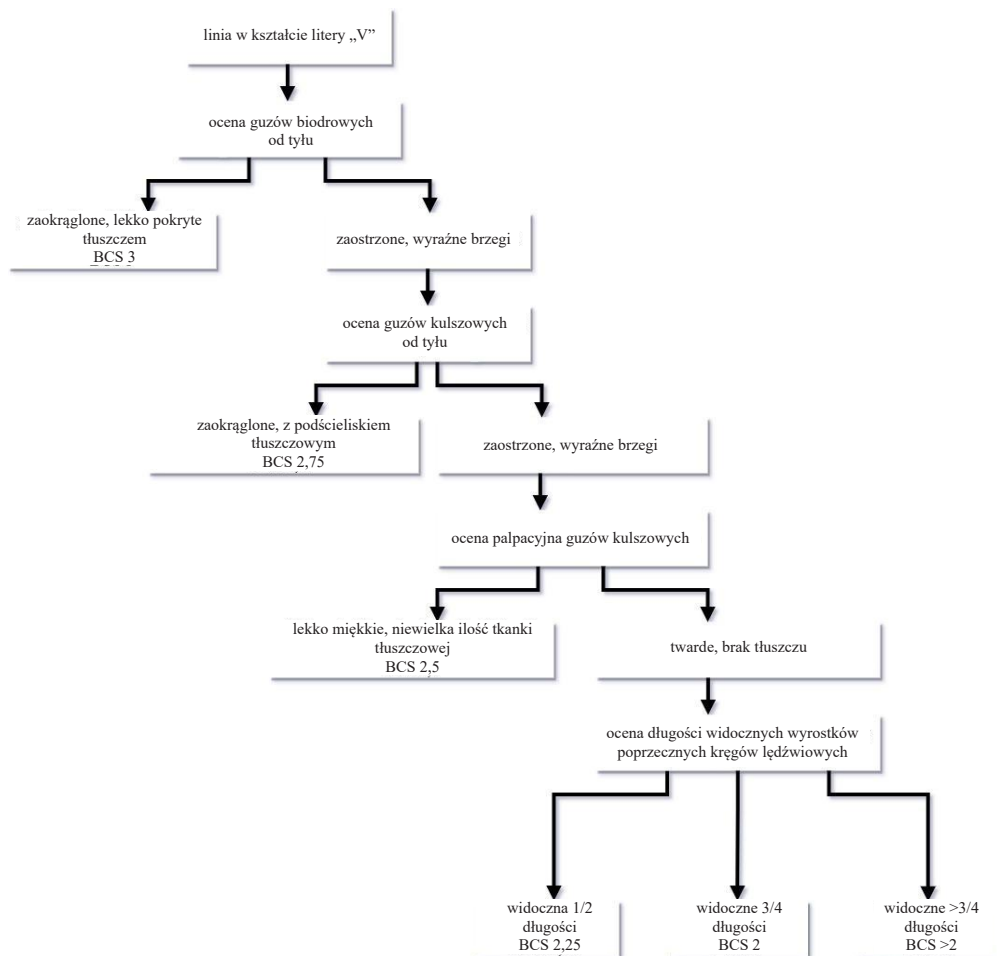 linia w kształcie litery „V”
ocena guzów biodrowych
od tyłu
zaokrąglone, lekko pokryte
tłuszczem
BCS 3
zaostrzone, wyraźne brzegi
ocena guzów kulszowych
od tyłu
zaokrąglone, z podścieliskiem
tłuszczowym
BCS 2,75
zaostrzone, wyraźne brzegi
ocena palpacyjna guzów kulszowych
lekko miękkie, niewielka ilość tkanki
tłuszczowej
BCS 2,5
twarde, brak tłuszczu
ocena długości widocznych wyrostków
poprzecznych kręgów lędźwiowych
widoczna 1/2
długości
BCS 2,25
widoczne 3/4
długości
BCS 2
widoczne >3/4
długości
BCS >2